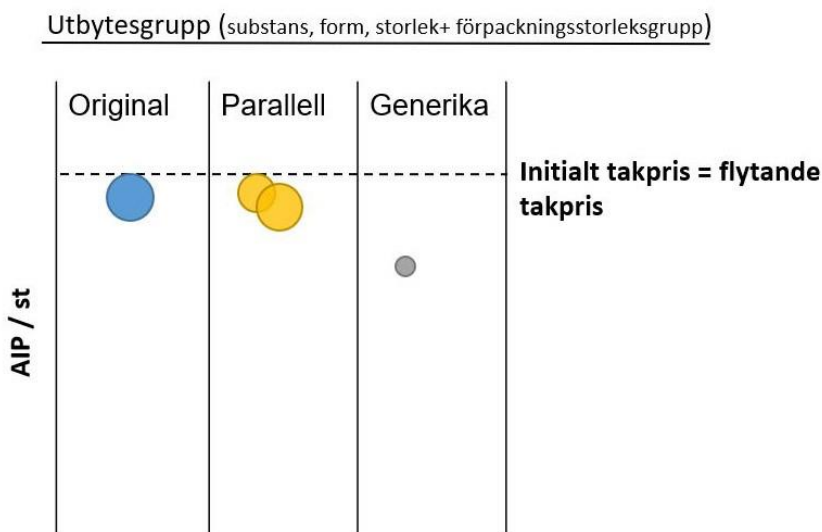 Utbytesgrupp (substans, form, storlek+ förpackningsstorleksgrupp)
Original Parallell Generika
Initialt takpris = flytande
takpris
AIP / st